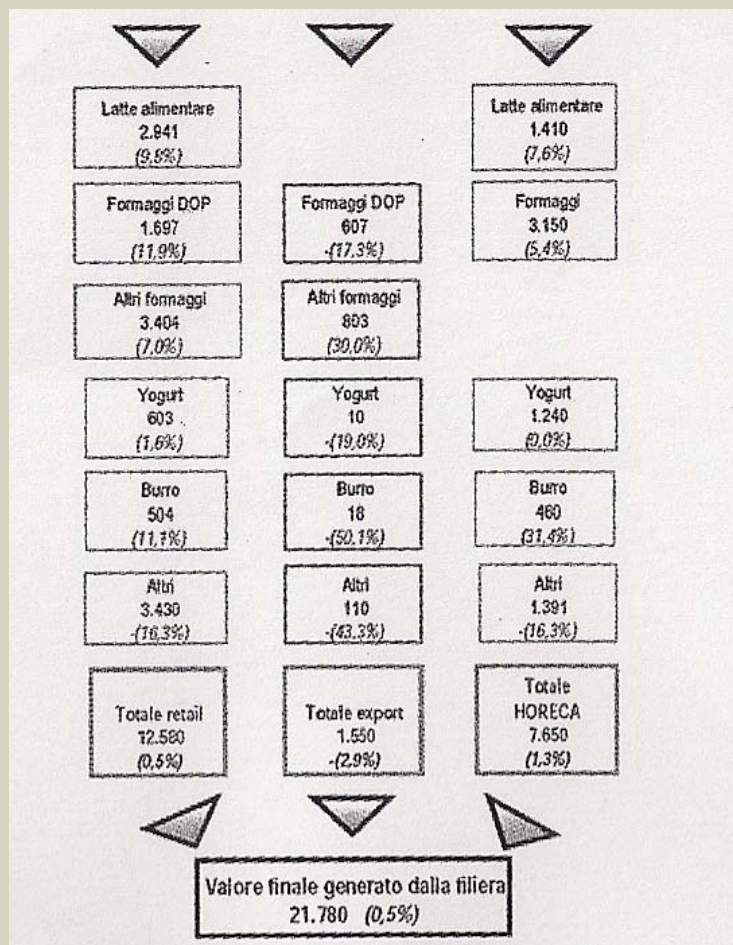 Latte alimentare
2.941
(9,8%)
Formaggi DOP
1.697
(11,9%)
Altri formaggi
3.404
(7,0%)
Yogurt
603
(1,6%)
Burro
504
(11,1%)
Altri
3.430
-(16,3%)
Totale retail
12.580
(0,5%)
Formaggi DOP
607
-(17,3%)
Altri formaggi
803
(30,0%)
Yogurt
10
-(19,0%)
Burro
18
-(50.1%)
Altri
110
-(43.3%)
Totale export
1.550
-(2,9%)
Latte alimentare
1.410
(7,6%)
Formaggi
3.150
(5,4%)
Yogurt
1.240
(0,0%)
Burro
460
(31,4%)
Altri
1.391
-(16,3%)
Totale
HORECA
7.650
(1,3%)
Valore finale generato dalla filiera
21.780 (0,5%)